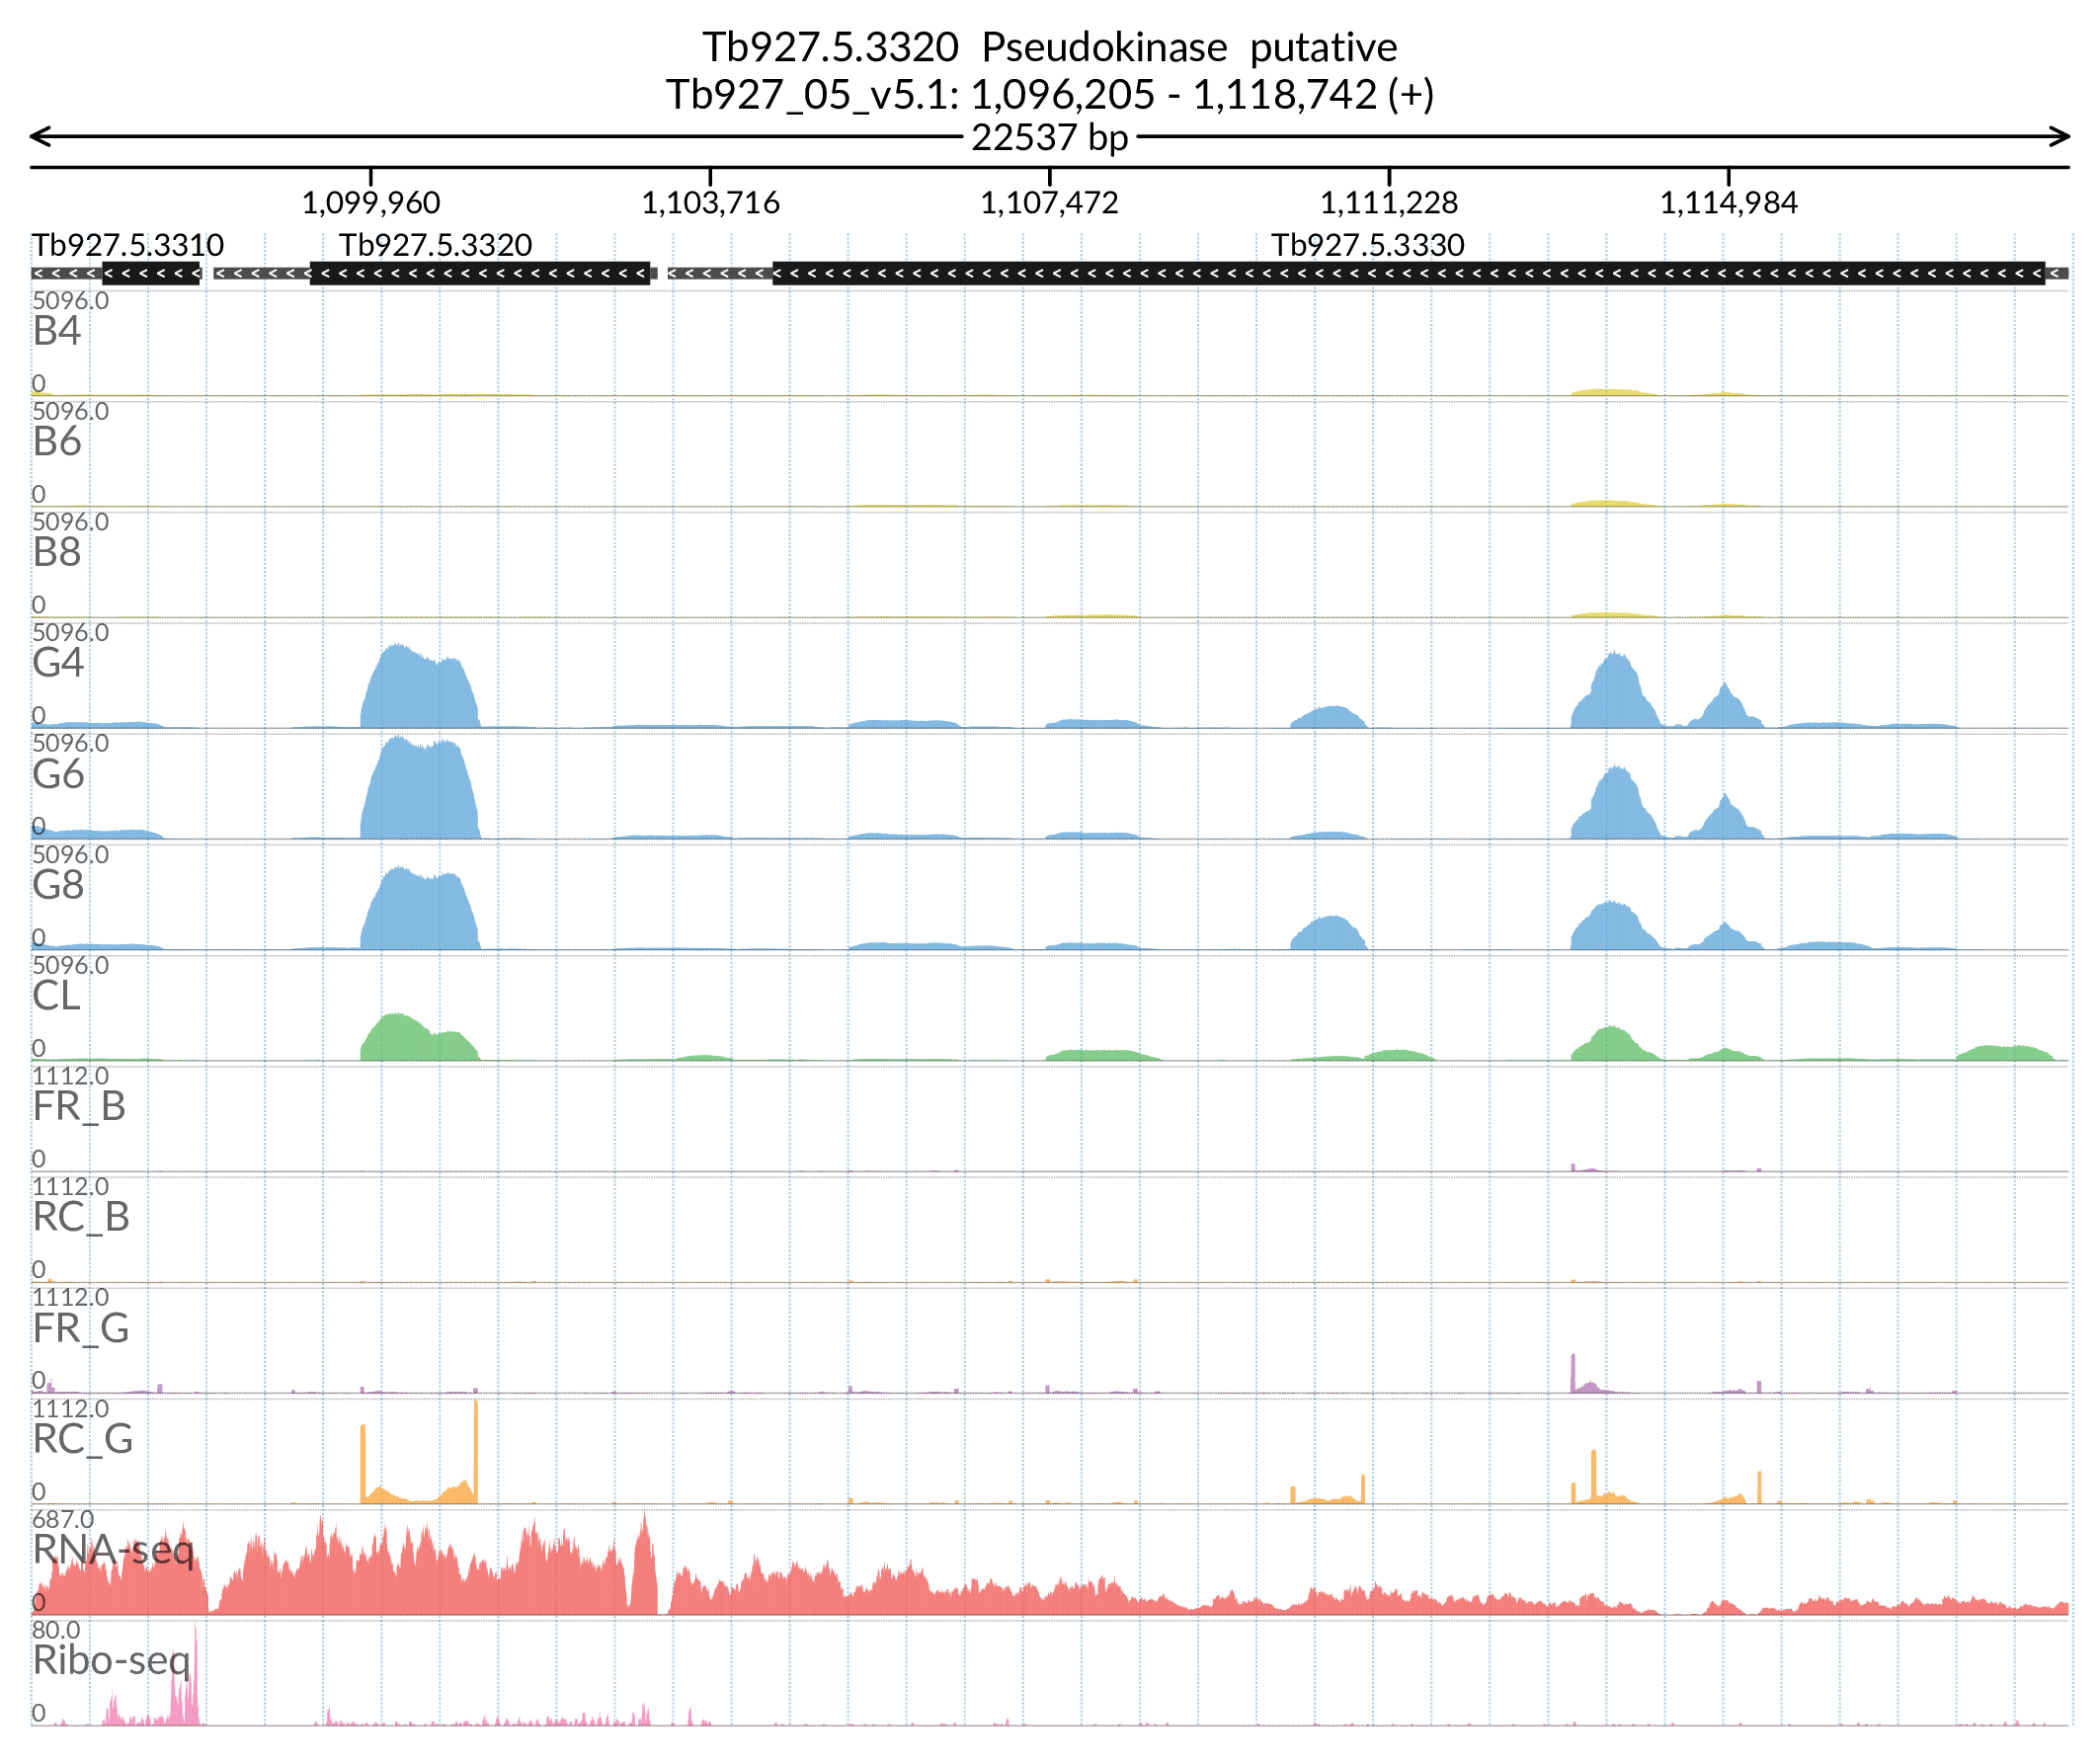 Tb927.5.3320 Pseudokinase putative
Tb927_05_v5.1: 1,096,205 - 1,118,742 (+)
22537 bp
1,099,960 1,103,716 1,107,472 1,111,228 1,114,984
Tb927.5.3310 Tb927.5.3320 Tb927.5.3330
5096.0
B4
0
5096.0
B6
0
5096.0
B8
0
5096.0
G4
0
5096.0
G6
0
5096.0
G8
0
5096.0
CL
0
1112.0
FR_B
0
1112.0
RC_B
0
1112.0
FR_G
0
1112.0
RC_G
0
687.0
RNA-seq
0
80.0
Ribo-seq
0